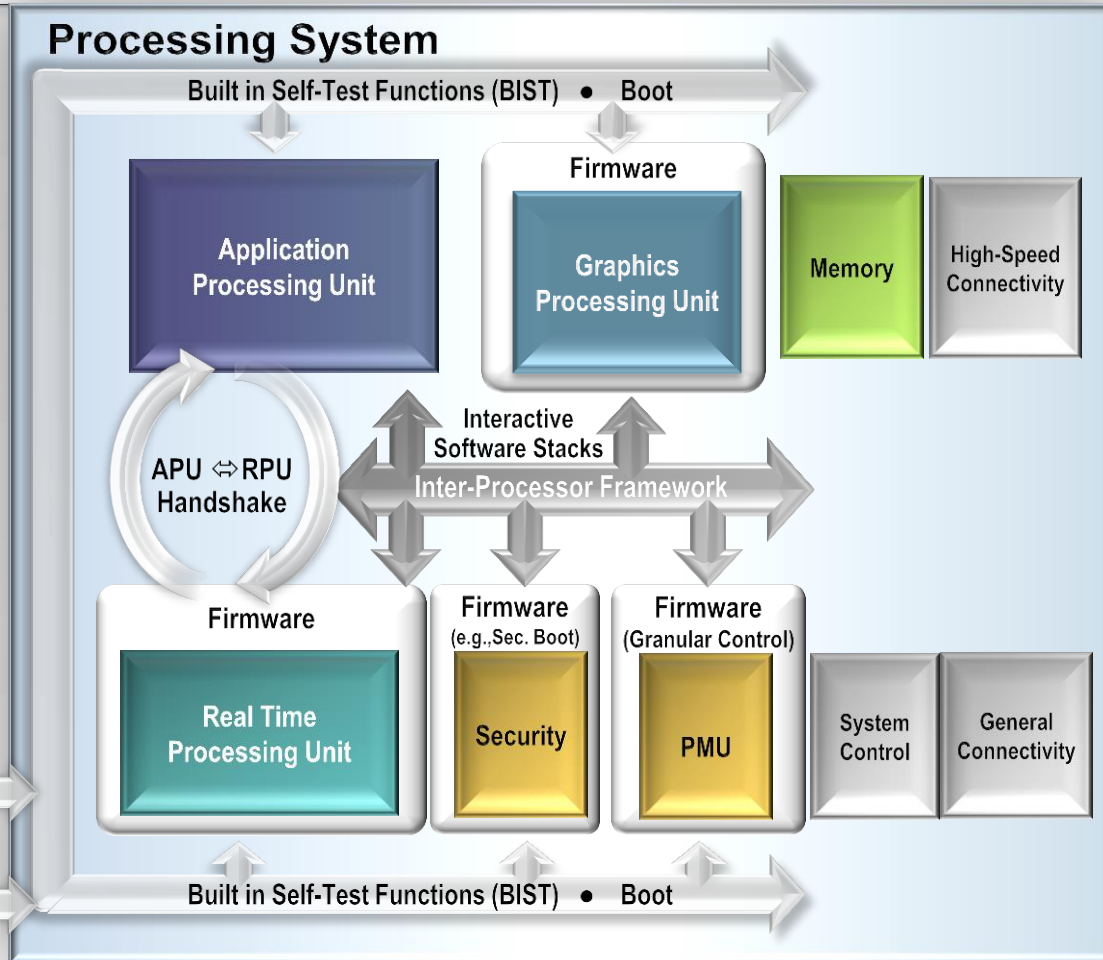 Processing System
Built in Self-Test Functions (BIST) ● Boot
Application
Processing Unit
Firmware
Graphics
Processing Unit
Memory
High-Speed
Connectivity
Interactive
Software Stacks
APU ⇔ RPU
Handshake
Inter-Processor Framework
Firmware
Real Time
Processing Unit
Firmware
(e.g.,Sec. Boot)
Security
Firmware
(Granular Control)
PMU
System
Control
General
Connectivity
Built in Self-Test Functions (BIST) ● Boot